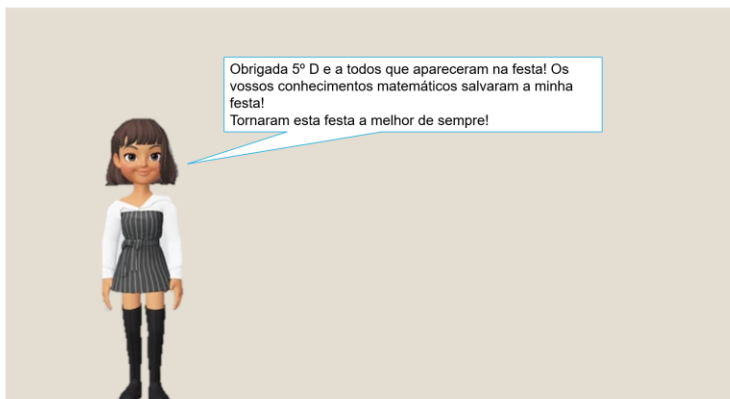 Obrigada 5º D e a todos que apareceram na festa! Os
vossos conhecimentos matemáticos salvaram a minha
festa!
Tornaram esta festa a melhor de sempre!